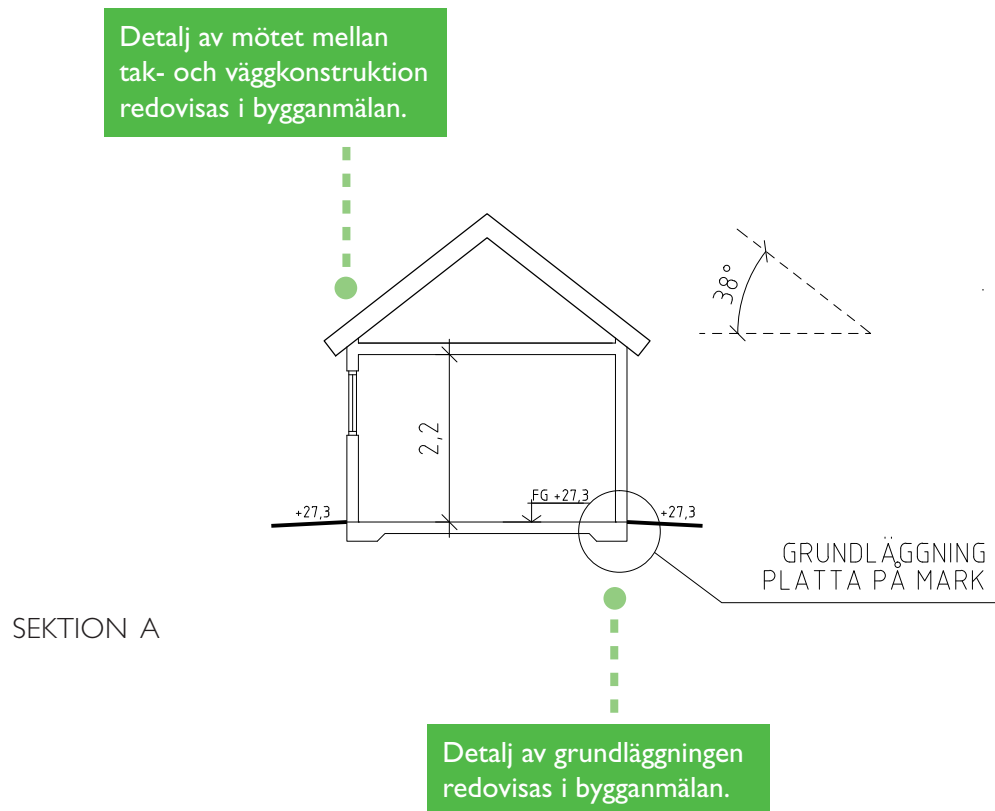 Detalj av mötet mellan
tak- och väggkonstruktion
redovisas i bygganmälan.
38°
2,2
+27,3
FG +27,3
+27,3
GRUNDLÄGGNING
PLATTA PÅ MARK
SEKTION A
Detalj av grundläggningen
redovisas i bygganmälan.